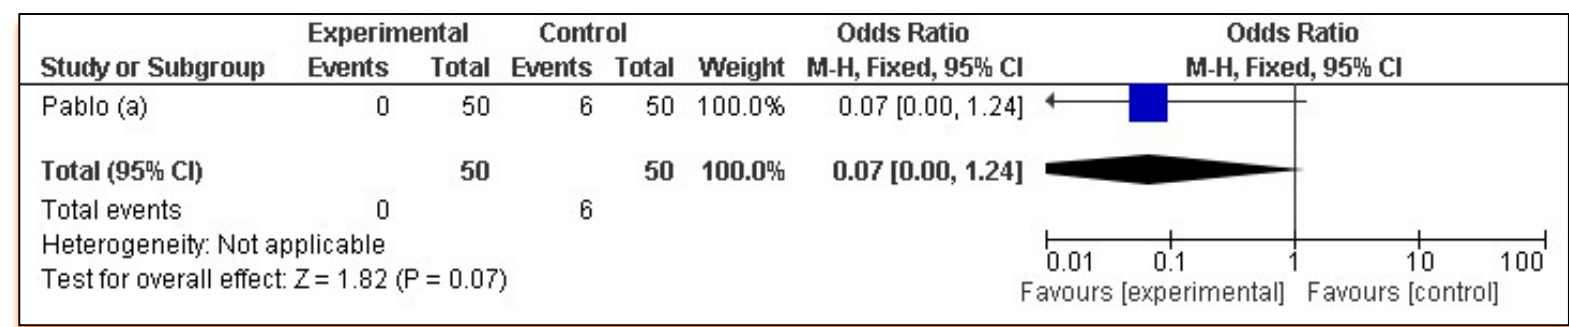 Experimental Control Odds Ratio Odds Ratio
Study or Subgroup Events Total Events Total Weight M-H, Fixed, 95% CI M-H, Fixed, 95% CI
Pablo (a) 0 50 6 50 100.0% 0.07 [0.00, 1.24]
Total (95% CI) 50 50 100.0% 0.07 [0.00, 1.24]
Total events 0 6
Heterogeneity: Not applicable
Test for overall effect: Z = 1.82 (P = 0.07)
0.01 0.1 1 10 100
Favours [experimental] Favours [control]